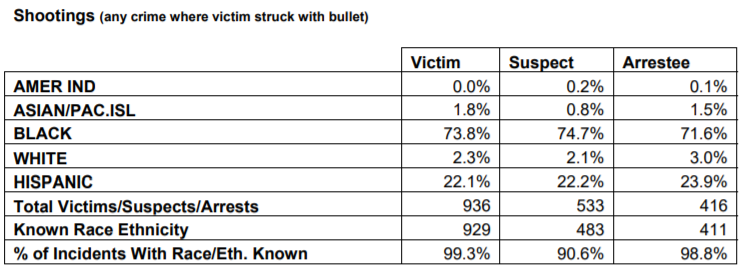 Shootings (any crime where victim struck with bullet)
Victim Suspect Arrestee
AMER IND 0.0% 0.2% 0.1%
ASIAN/PAC.ISL 1.8% 0.8% 1.5%
BLACK 73.8% 74.7% 71.6%
WHITE 2.3% 2.1% 3.0%
HISPANIC 22.1% 22.2% 23.9%
Total Victims/Suspects/Arrests 936 533 416
Known Race Ethnicity 929 483 411
% of Incidents With Race/Eth. Known 99.3% 90.6% 98.8%